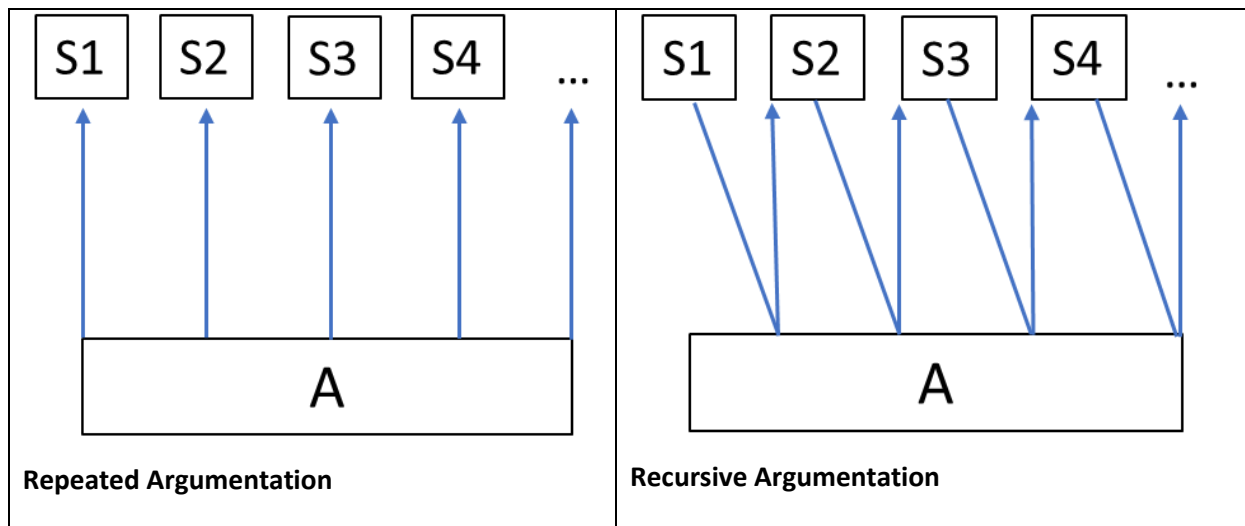 S1 S2 S3 S4 ...
A
Repeated Argumentation
S1 S2 S3 S4 ...
A
Recursive Argumentation